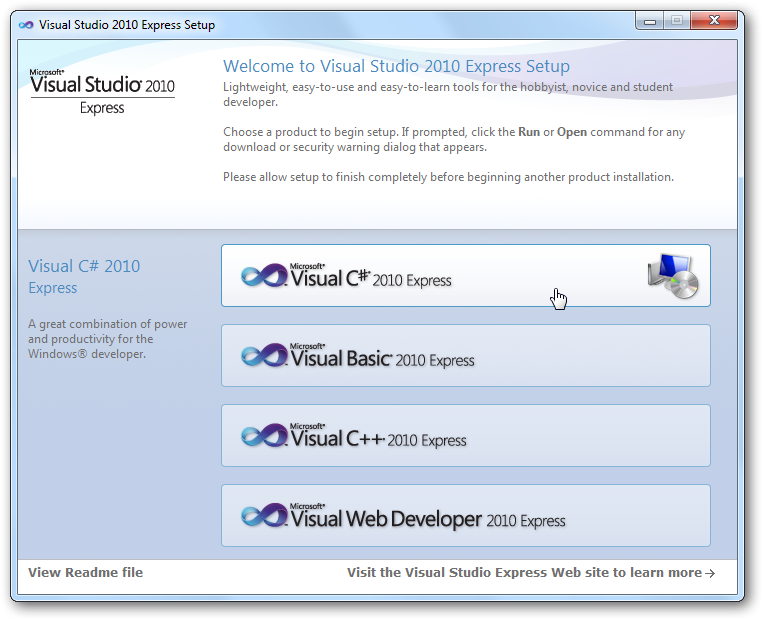 Visual Studio 2010 Express Setup
Microsoft®
Visual Studio® 2010
Express
Welcome to Visual Studio 2010 Express Setup
Lightweight, easy-to-use and easy-to-learn tools for the hobbyist, novice and student
developer.
Choose a product to begin setup. If prompted, click the Run or Open command for any
download or security warning dialog that appears.
Please allow setup to finish completely before beginning another product installation.
Visual C# 2010
Express
A great combination of power
and productivity for the
Windows® developer.
Microsoft®
Visual C#® 2010 Express
Microsoft®
Visual Basic® 2010 Express
Microsoft®
Visual C++® 2010 Express
Microsoft®
Visual Web Developer 2010 Express
View Readme file
Visit the Visual Studio Express Web site to learn more→